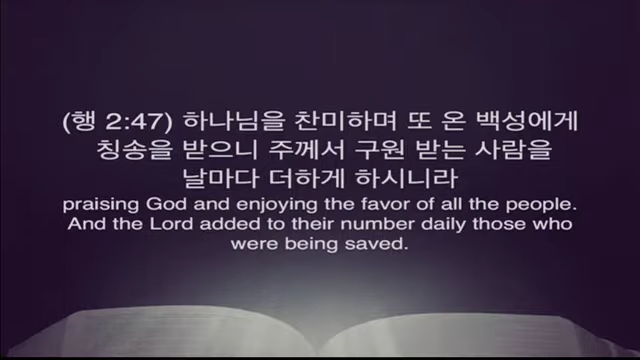 (행 2:47) 하나님을 찬미하며 또 온 백성에게
칭송을 받으니 주께서 구원 받는 사람을
날마다 더하게 하시니라
praising God and enjoying the favor of all the people.
And the Lord added to their number daily those who
were being saved.